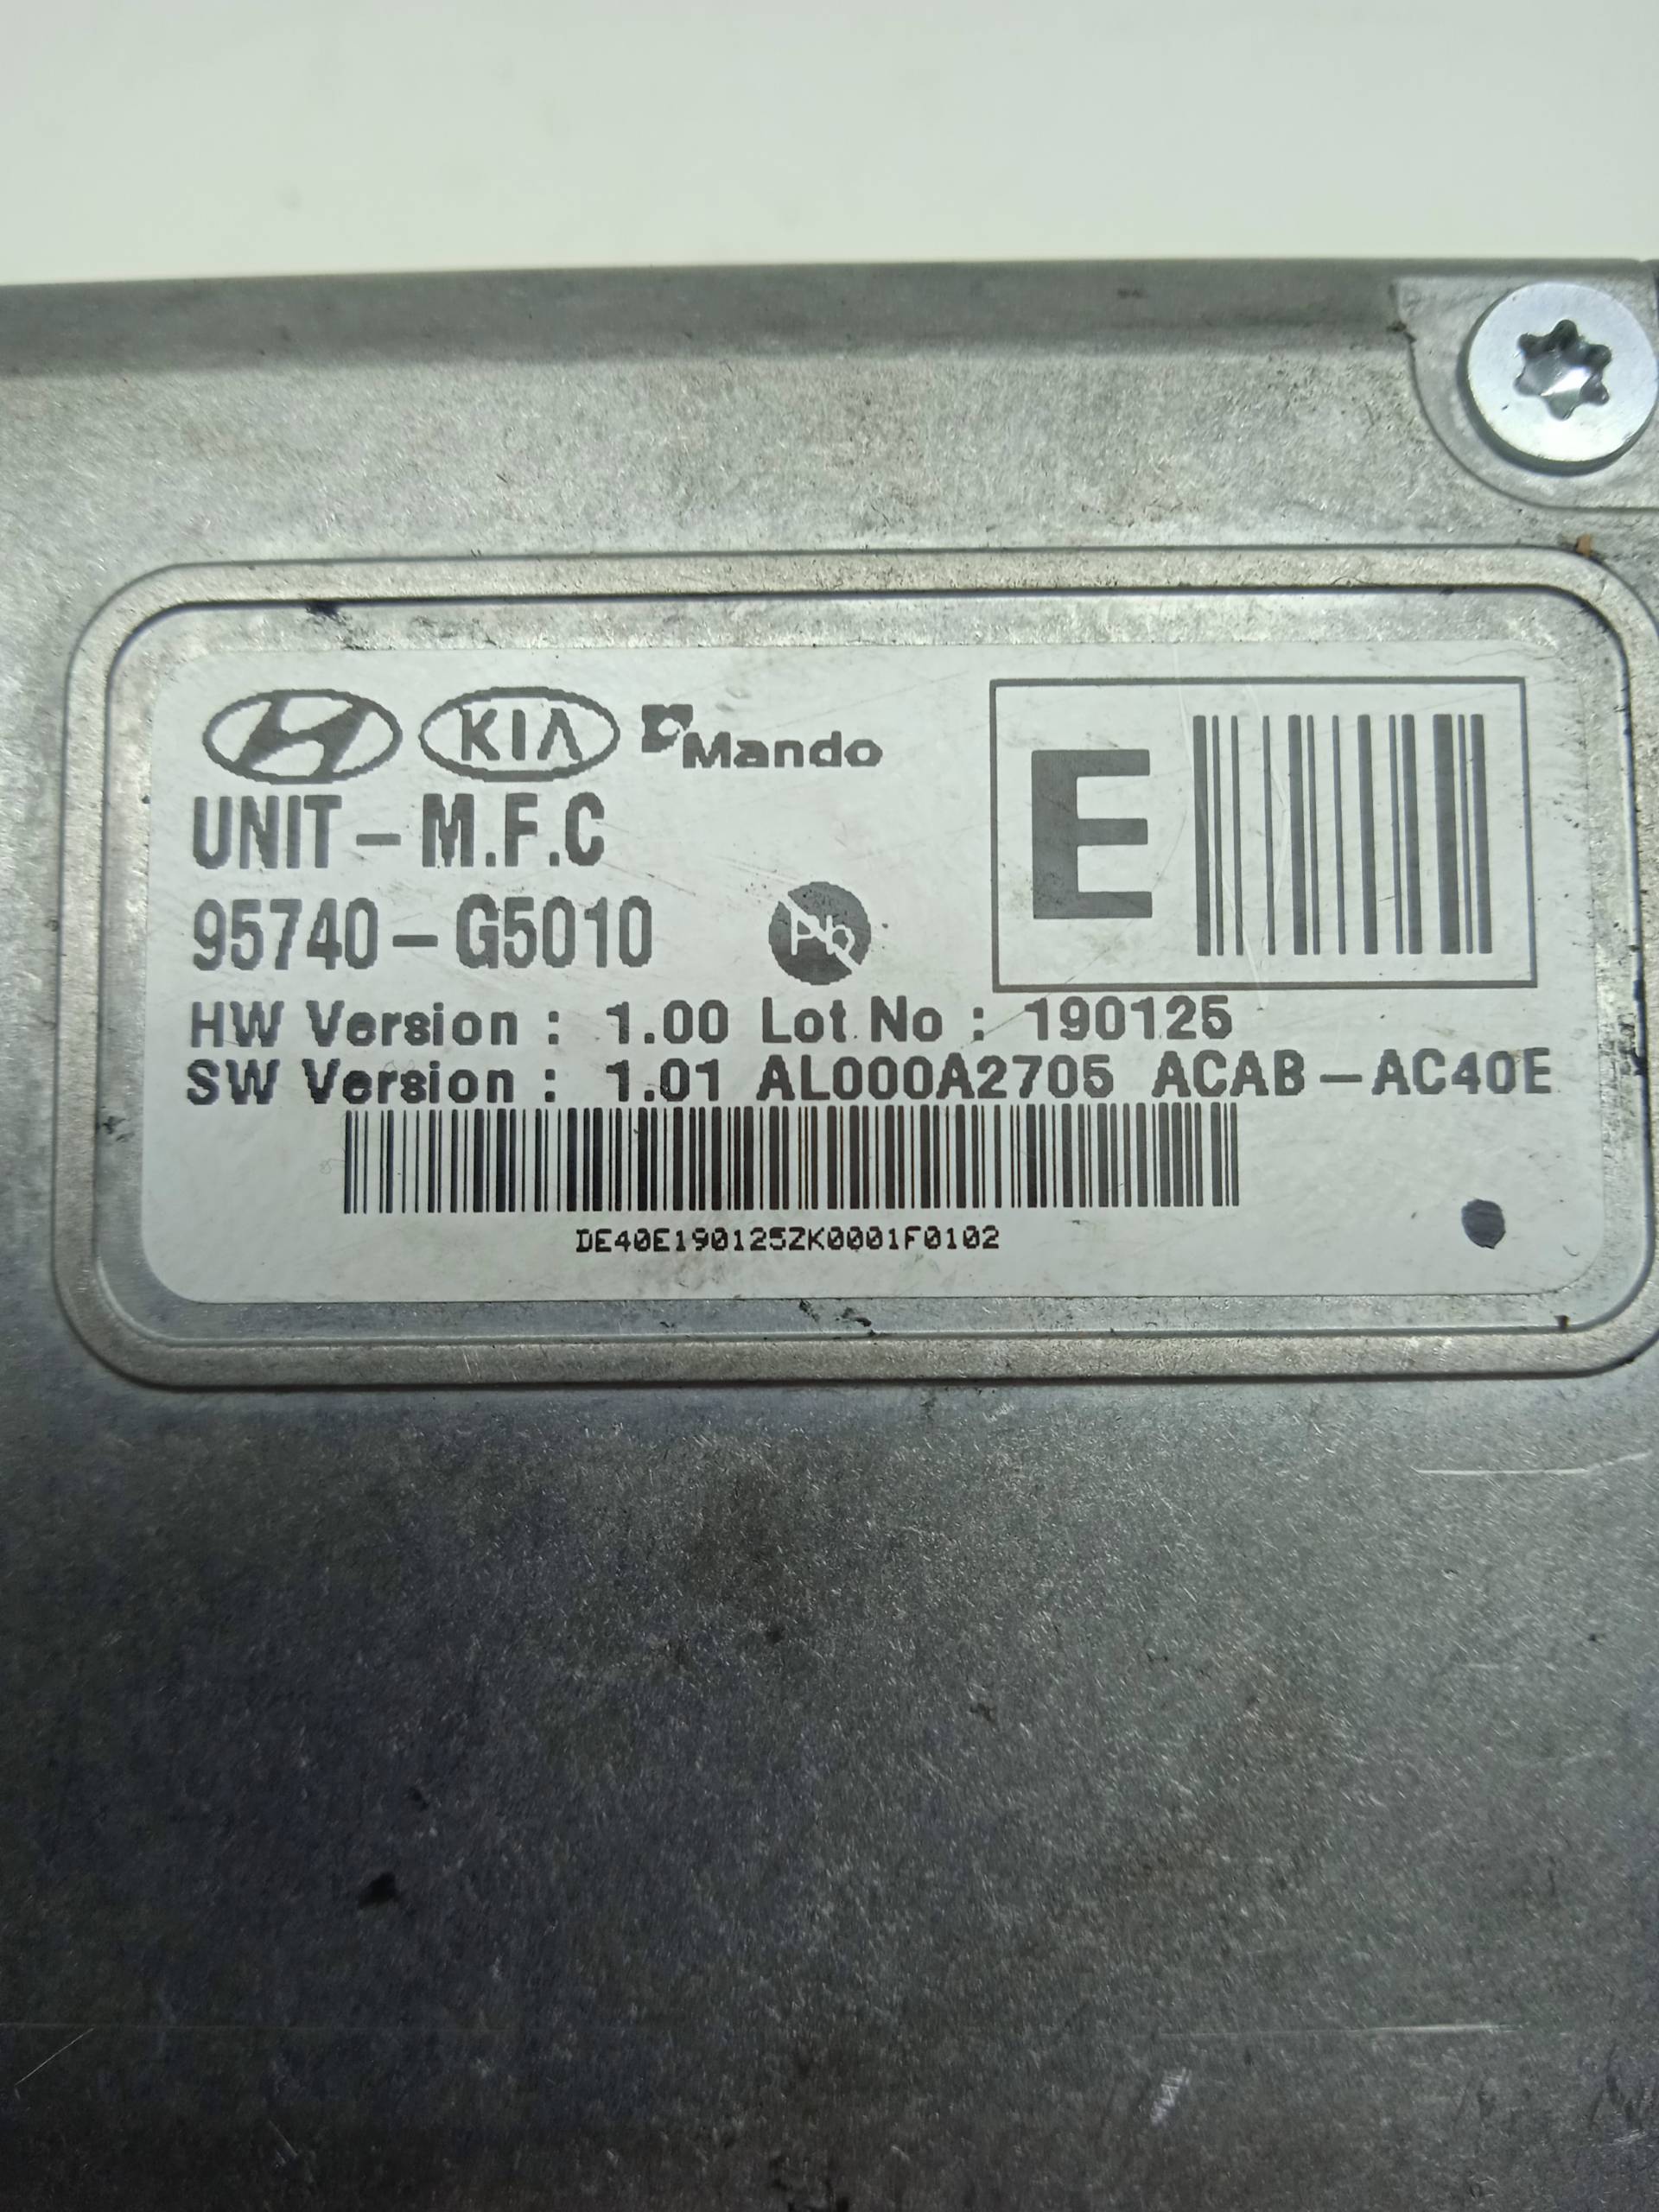 KIA Mando
UNIT-M.F.C
95740-G5010
Pb
E
HW Version : 1.00 Lot No : 190125
SW Version : 1.01 AL000A2705 ACAB-AC40E
DE40E190125ZK0001F0102